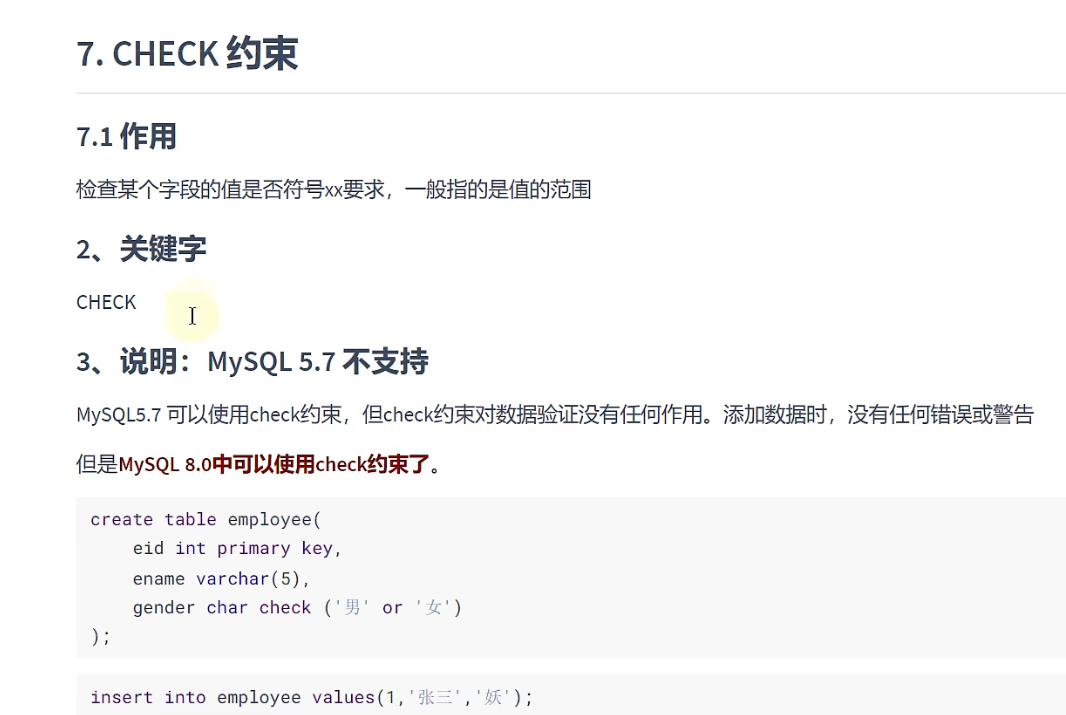 7. CHECK 约束
7.1 作用
检查某个字段的值是否符号xx要求，一般指的是值的范围
2、关键字
CHECK
3、说明：MySQL 5.7 不支持
MySQL5.7 可以使用check约束，但check约束对数据验证没有任何作用。添加数据时，没有任何错误或警告
但是MySQL 8.0中可以使用check约束了。
create table employee(
    eid int primary key,
    ename varchar(5),
    gender char check ('男' or '女')
);
insert into employee values(1,'张三','妖');